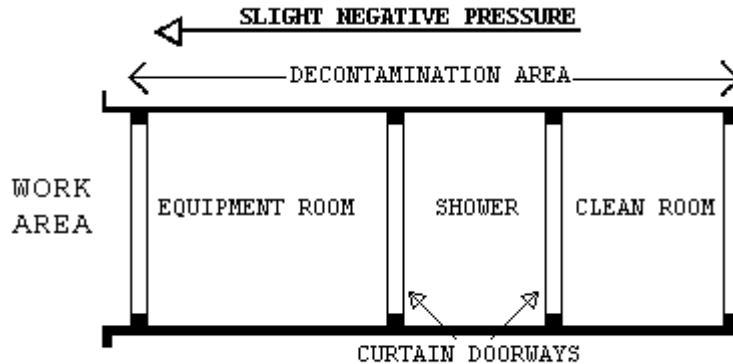 SLIGHT NEGATIVE PRESSURE
DECONTAMINATION AREA
WORK
AREA
EQUIPMENT ROOM
SHOWER
CLEAN ROOM
CURTAIN DOORWAYS